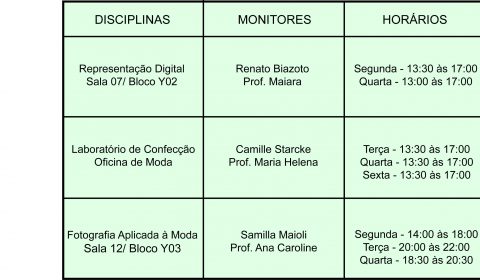 DISCIPLINAS MONITORES HORÁRIOS
Representação Digital
Sala 07/ Bloco Y02
Renato Biazoto
Prof. Maiara
Segunda - 13:30 às 17:00
Quarta - 13:00 às 17:00
Laboratório de Confecção
Oficina de Moda
Camille Starcke
Prof. Maria Helena
Terça - 13:30 às 17:00
Quarta - 13:30 às 17:00
Sexta - 13:30 às 17:00
Fotografia Aplicada à Moda
Sala 12/ Bloco Y03
Samilla Maioli
Prof. Ana Caroline
Segunda - 14:00 às 18:00
Terça - 20:00 às 22:00
Quarta - 18:30 às 20:30